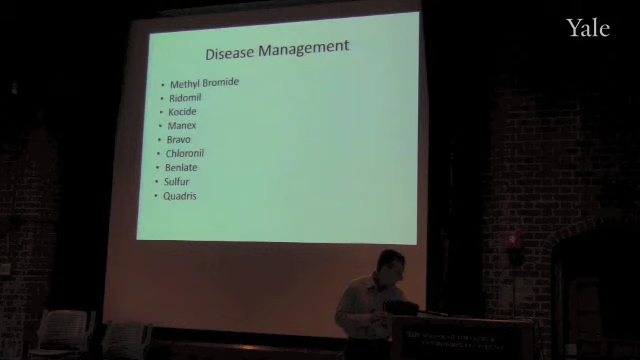 Yale
Disease Management
• Methyl Bromide
• Ridomil
• Kocide
• Manex
• Bravo
• Chloronil
• Benlate
• Sulfur
• Quadris